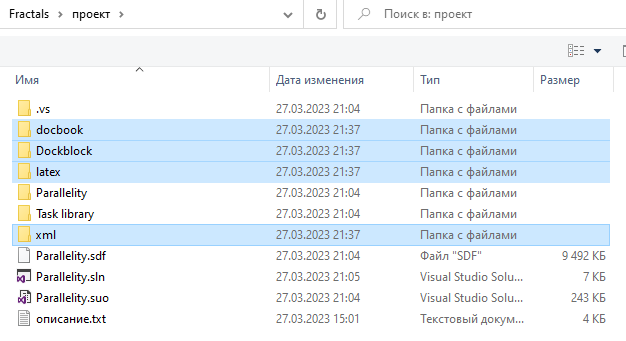 Fractals > проект > Поиск в: проект
Имя Дата изменения Тип Размер
.vs 27.03.2023 21:04 Папка с файлами
docbook 27.03.2023 21:37 Папка с файлами
Dockblock 27.03.2023 21:37 Папка с файлами
latex 27.03.2023 21:37 Папка с файлами
Parallelity 27.03.2023 21:04 Папка с файлами
Task library 27.03.2023 21:04 Папка с файлами
xml 27.03.2023 21:37 Папка с файлами
Parallelity.sdf 27.03.2023 21:04 Файл "SDF" 9 492 КБ
Parallelity.sln 27.03.2023 21:05 Visual Studio Solu... 7 КБ
Parallelity.suo 27.03.2023 21:04 Visual Studio Solu... 243 КБ
описание.txt 27.03.2023 15:01 Текстовый докум... 4 КБ